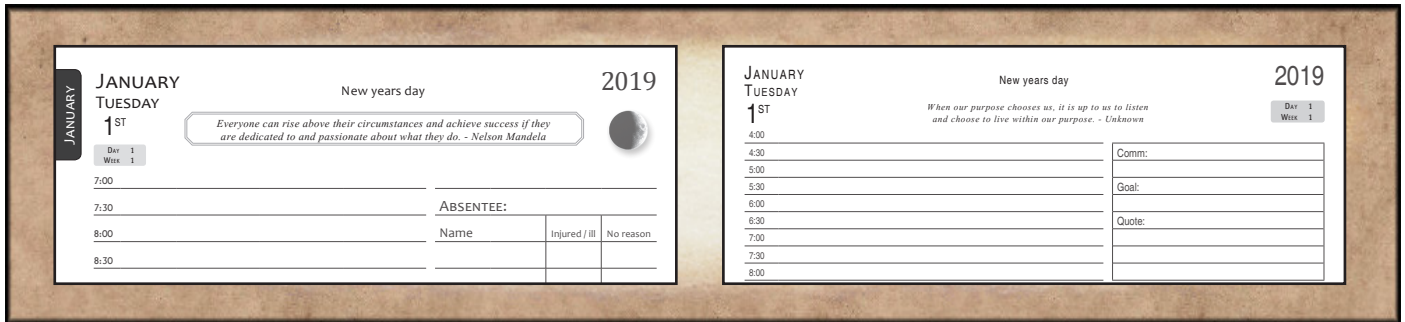 JANUARY
JANUARY
TUESDAY
1ST
DAY 1
WEEK 1
New years day
2019
Everyone can rise above their circumstances and achieve success if they
are dedicated to and passionate about what they do. - Nelson Mandela
7:00
7:30
8:00
8:30
ABSENTEE:
Name Injured / ill No reason
JANUARY
TUESDAY
1ST
New years day
2019
When our purpose chooses us, it is up to us to listen
and choose to live within our purpose. - Unknown
DAY 1
WEEK 1
4:00
4:30
5:00
5:30
6:00
6:30
7:00
7:30
8:00
Comm:
Goal:
Quote: